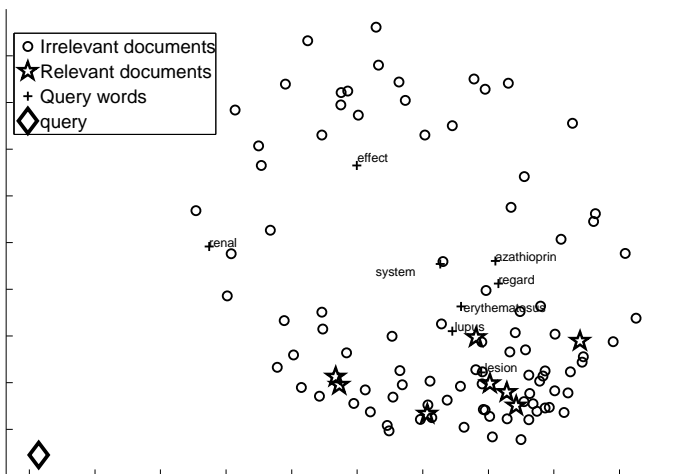 Irrelevant documents
Relevant documents
Query words
query
effect
renal
system
azathioprin
regard
erythematosus
lupus
lesion